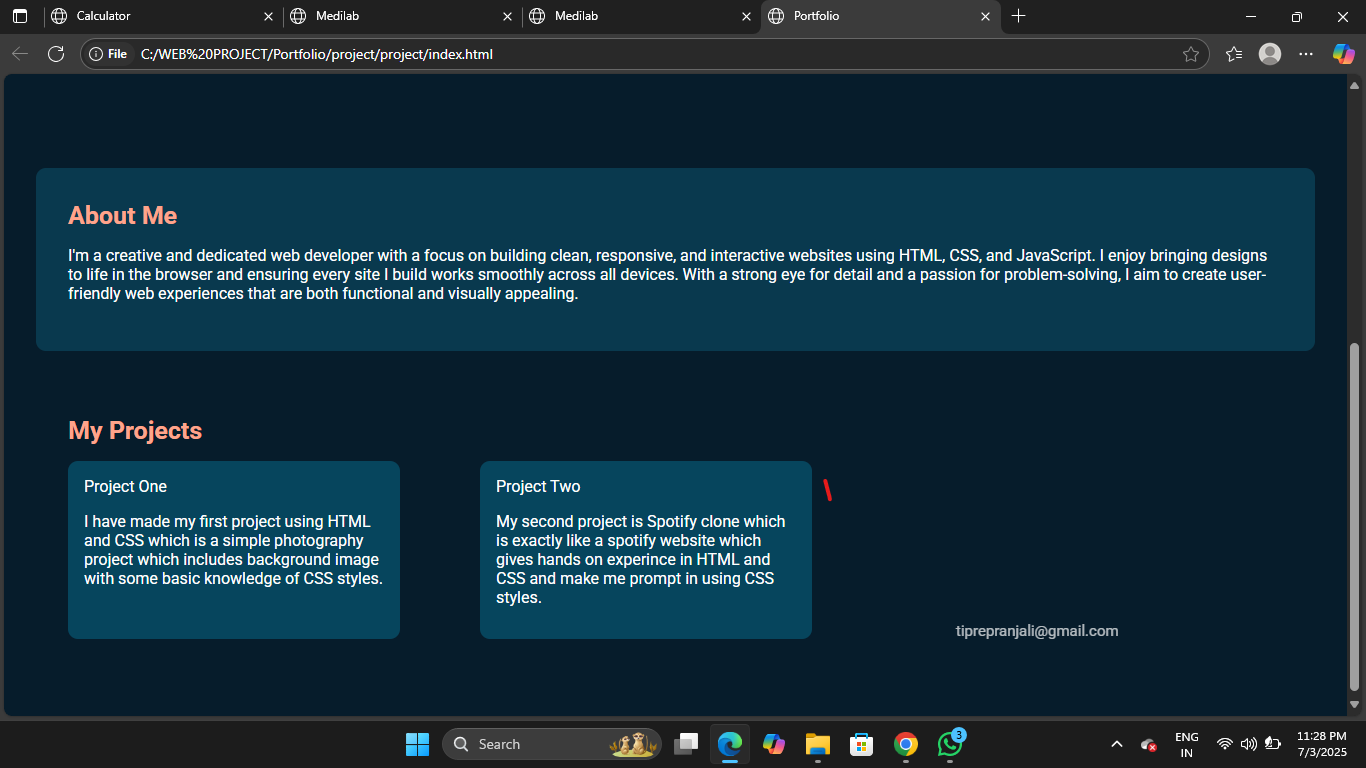 Calculator
Medilab
Medilab
Portfolio
File
C:/WEB%20PROJECT/Portfolio/project/project/index.html
About Me
I'm a creative and dedicated web developer with a focus on building clean, responsive, and interactive websites using HTML, CSS, and JavaScript. I enjoy bringing designs
to life in the browser and ensuring every site I build works smoothly across all devices. With a strong eye for detail and a passion for problem-solving, I aim to create user-
friendly web experiences that are both functional and visually appealing.
My Projects
Project One
I have made my first project using HTML
and CSS which is a simple photography
project which includes background image
with some basic knowledge of CSS styles.
Project Two
My second project is Spotify clone which
is exactly like a spotify website which
gives hands on experince in HTML and
CSS and make me prompt in using CSS
styles.
tiprepranjali@gmail.com
Search
3
ENG
IN
11:28 PM
7/3/2025